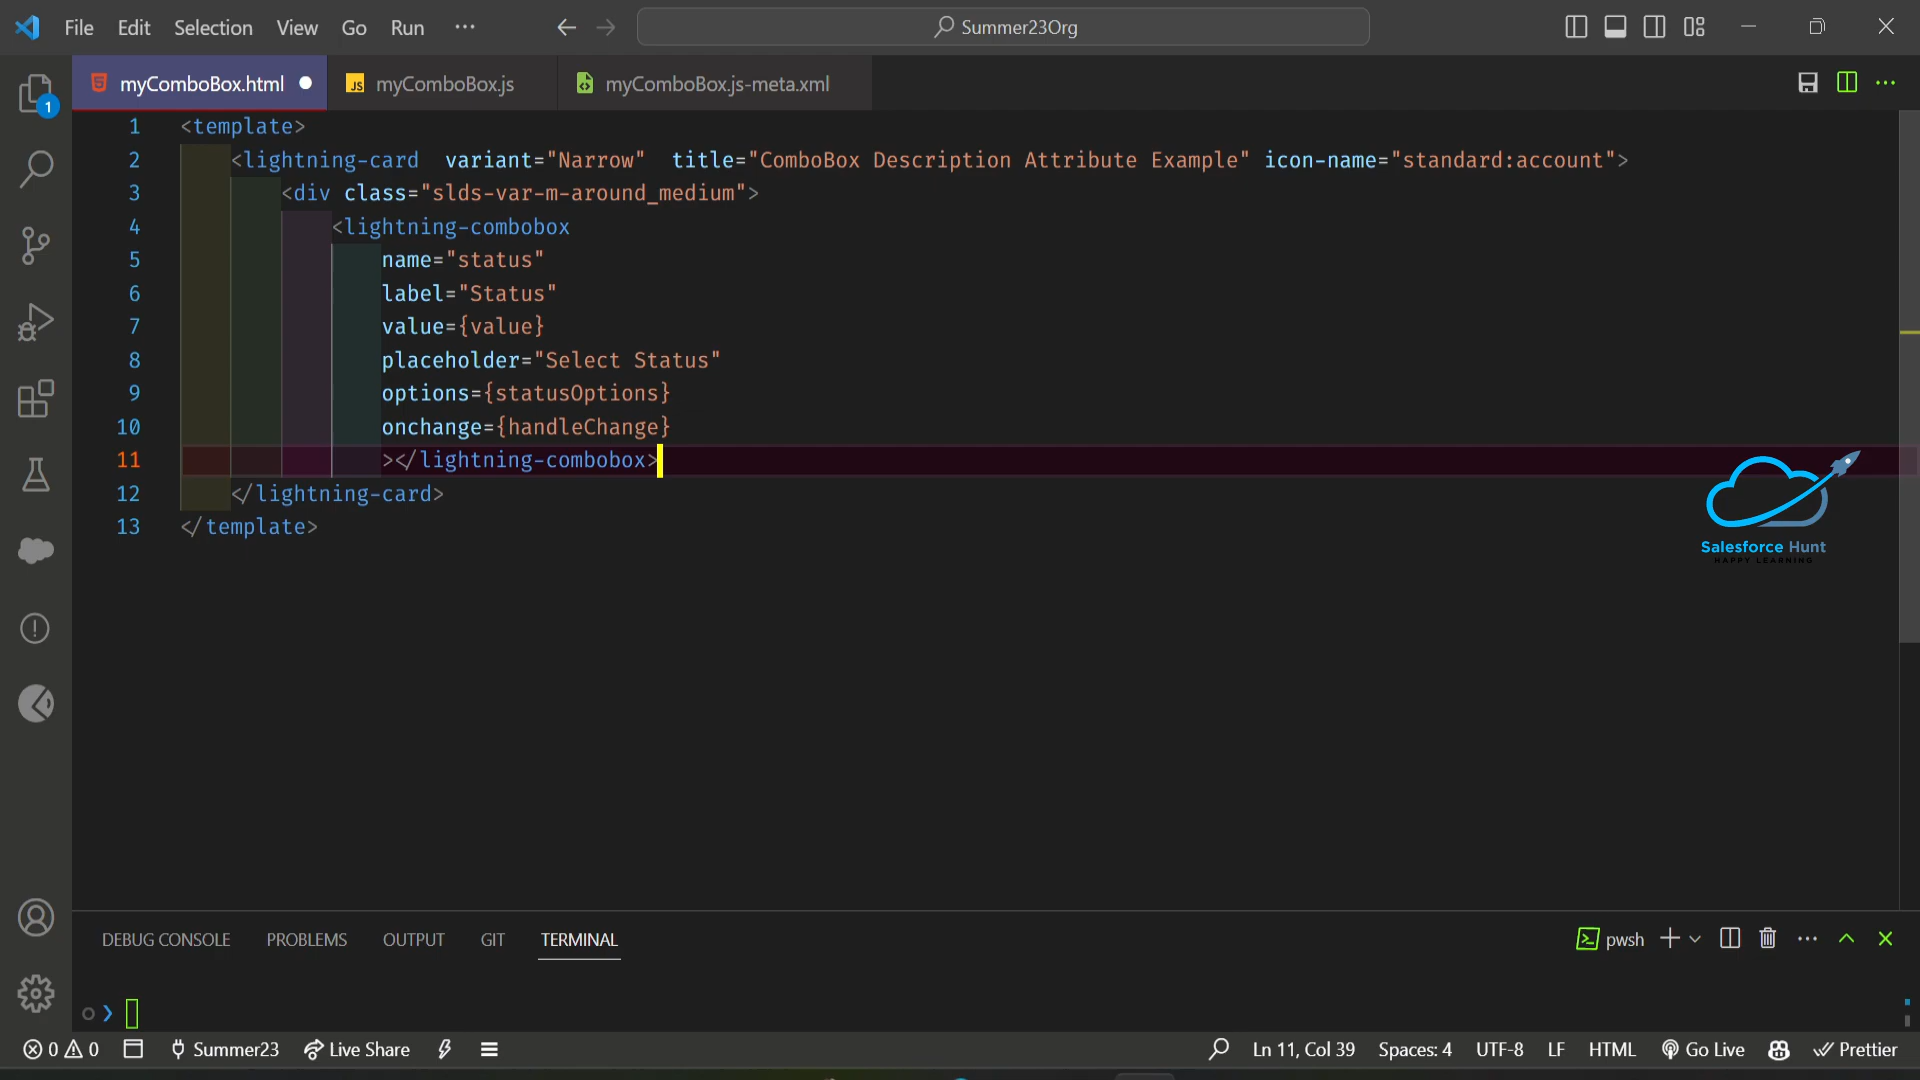 File Edit Selection View Go Run ··· Summer23Org
1
myComboBox.html myComboBox.js myComboBox.js-meta.xml
1 <template>
2 <lightning-card variant="Narrow" title="ComboBox Description Attribute Example" icon-name="standard:account">
3 <div class="slds-var-m-around_medium">
4 <lightning-combobox
5 name="status"
6 label="Status"
7 value={value}
8 placeholder="Select Status"
9 options={statusOptions}
10 onchange={handleChange}
11 ></lightning-combobox>
12 </lightning-card>
13 </template>
Salesforce Hunt
HAPPY LEARNING
DEBUG CONSOLE PROBLEMS OUTPUT GIT TERMINAL pwsh
0 0 Summer23 Live Share Ln 11, Col 39 Spaces: 4 UTF-8 LF HTML Go Live Prettier